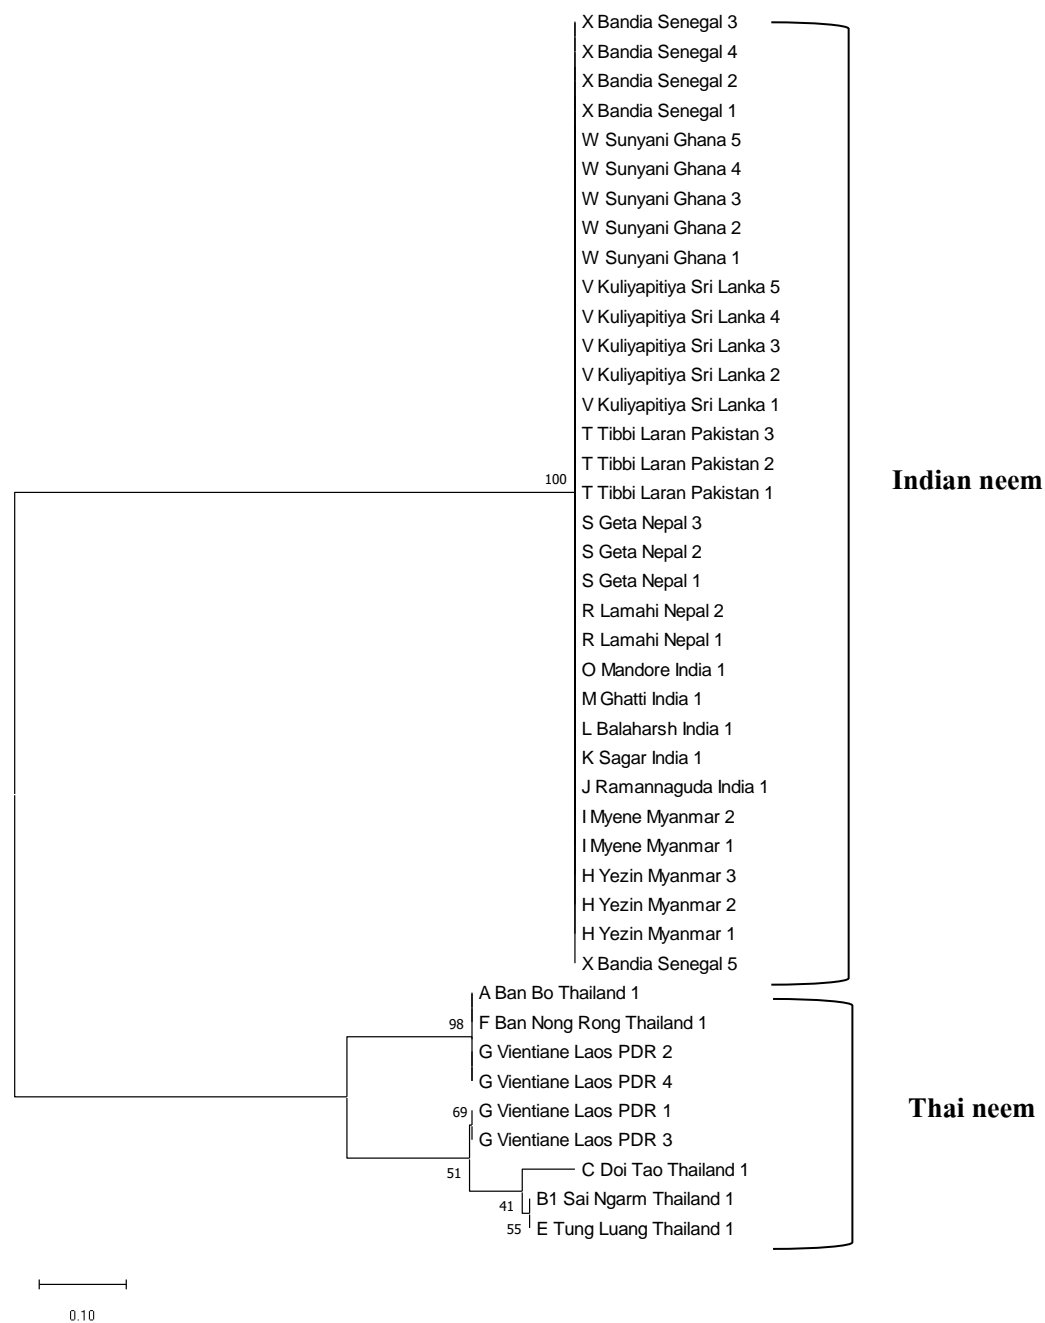 X Bandia Senegal 3
X Bandia Senegal 4
X Bandia Senegal 2
X Bandia Senegal 1
W Sunyani Ghana 5
W Sunyani Ghana 4
W Sunyani Ghana 3
W Sunyani Ghana 2
W Sunyani Ghana 1
V Kuliyapitiya Sri Lanka 5
V Kuliyapitiya Sri Lanka 4
V Kuliyapitiya Sri Lanka 3
V Kuliyapitiya Sri Lanka 2
V Kuliyapitiya Sri Lanka 1
T Tibbi Laran Pakistan 3
T Tibbi Laran Pakistan 2
100
T Tibbi Laran Pakistan 1
Indian neem
S Geta Nepal 3
S Geta Nepal 2
S Geta Nepal 1
R Lamahi Nepal 2
R Lamahi Nepal 1
O Mandore India 1
M Ghatti India 1
L Balaharsh India 1
K Sagar India 1
J Ramannaguda India 1
I Myene Myanmar 2
I Myene Myanmar 1
H Yezin Myanmar 3
H Yezin Myanmar 2
H Yezin Myanmar 1
X Bandia Senegal 5
A Ban Bo Thailand 1
98
F Ban Nong Rong Thailand 1
G Vientiane Laos PDR 2
G Vientiane Laos PDR 4
69
G Vientiane Laos PDR 1
Thai neem
G Vientiane Laos PDR 3
51
C Doi Tao Thailand 1
41
B1 Sai Ngarm Thailand 1
55
E Tung Luang Thailand 1
0.10